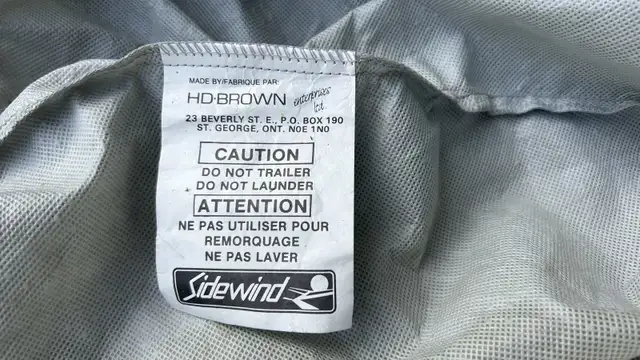 MADE BY/FABRIQUE PAR:
HD-BROWN enterprises ltd.
23 BEVERLY ST. E., P.O. BOX 190
ST. GEORGE, ONT. N0E 1N0
CAUTION
DO NOT TRAILER
DO NOT LAUNDER
ATTENTION
NE PAS UTILISER POUR
REMORQUAGE
NE PAS LAVER
Sidewind